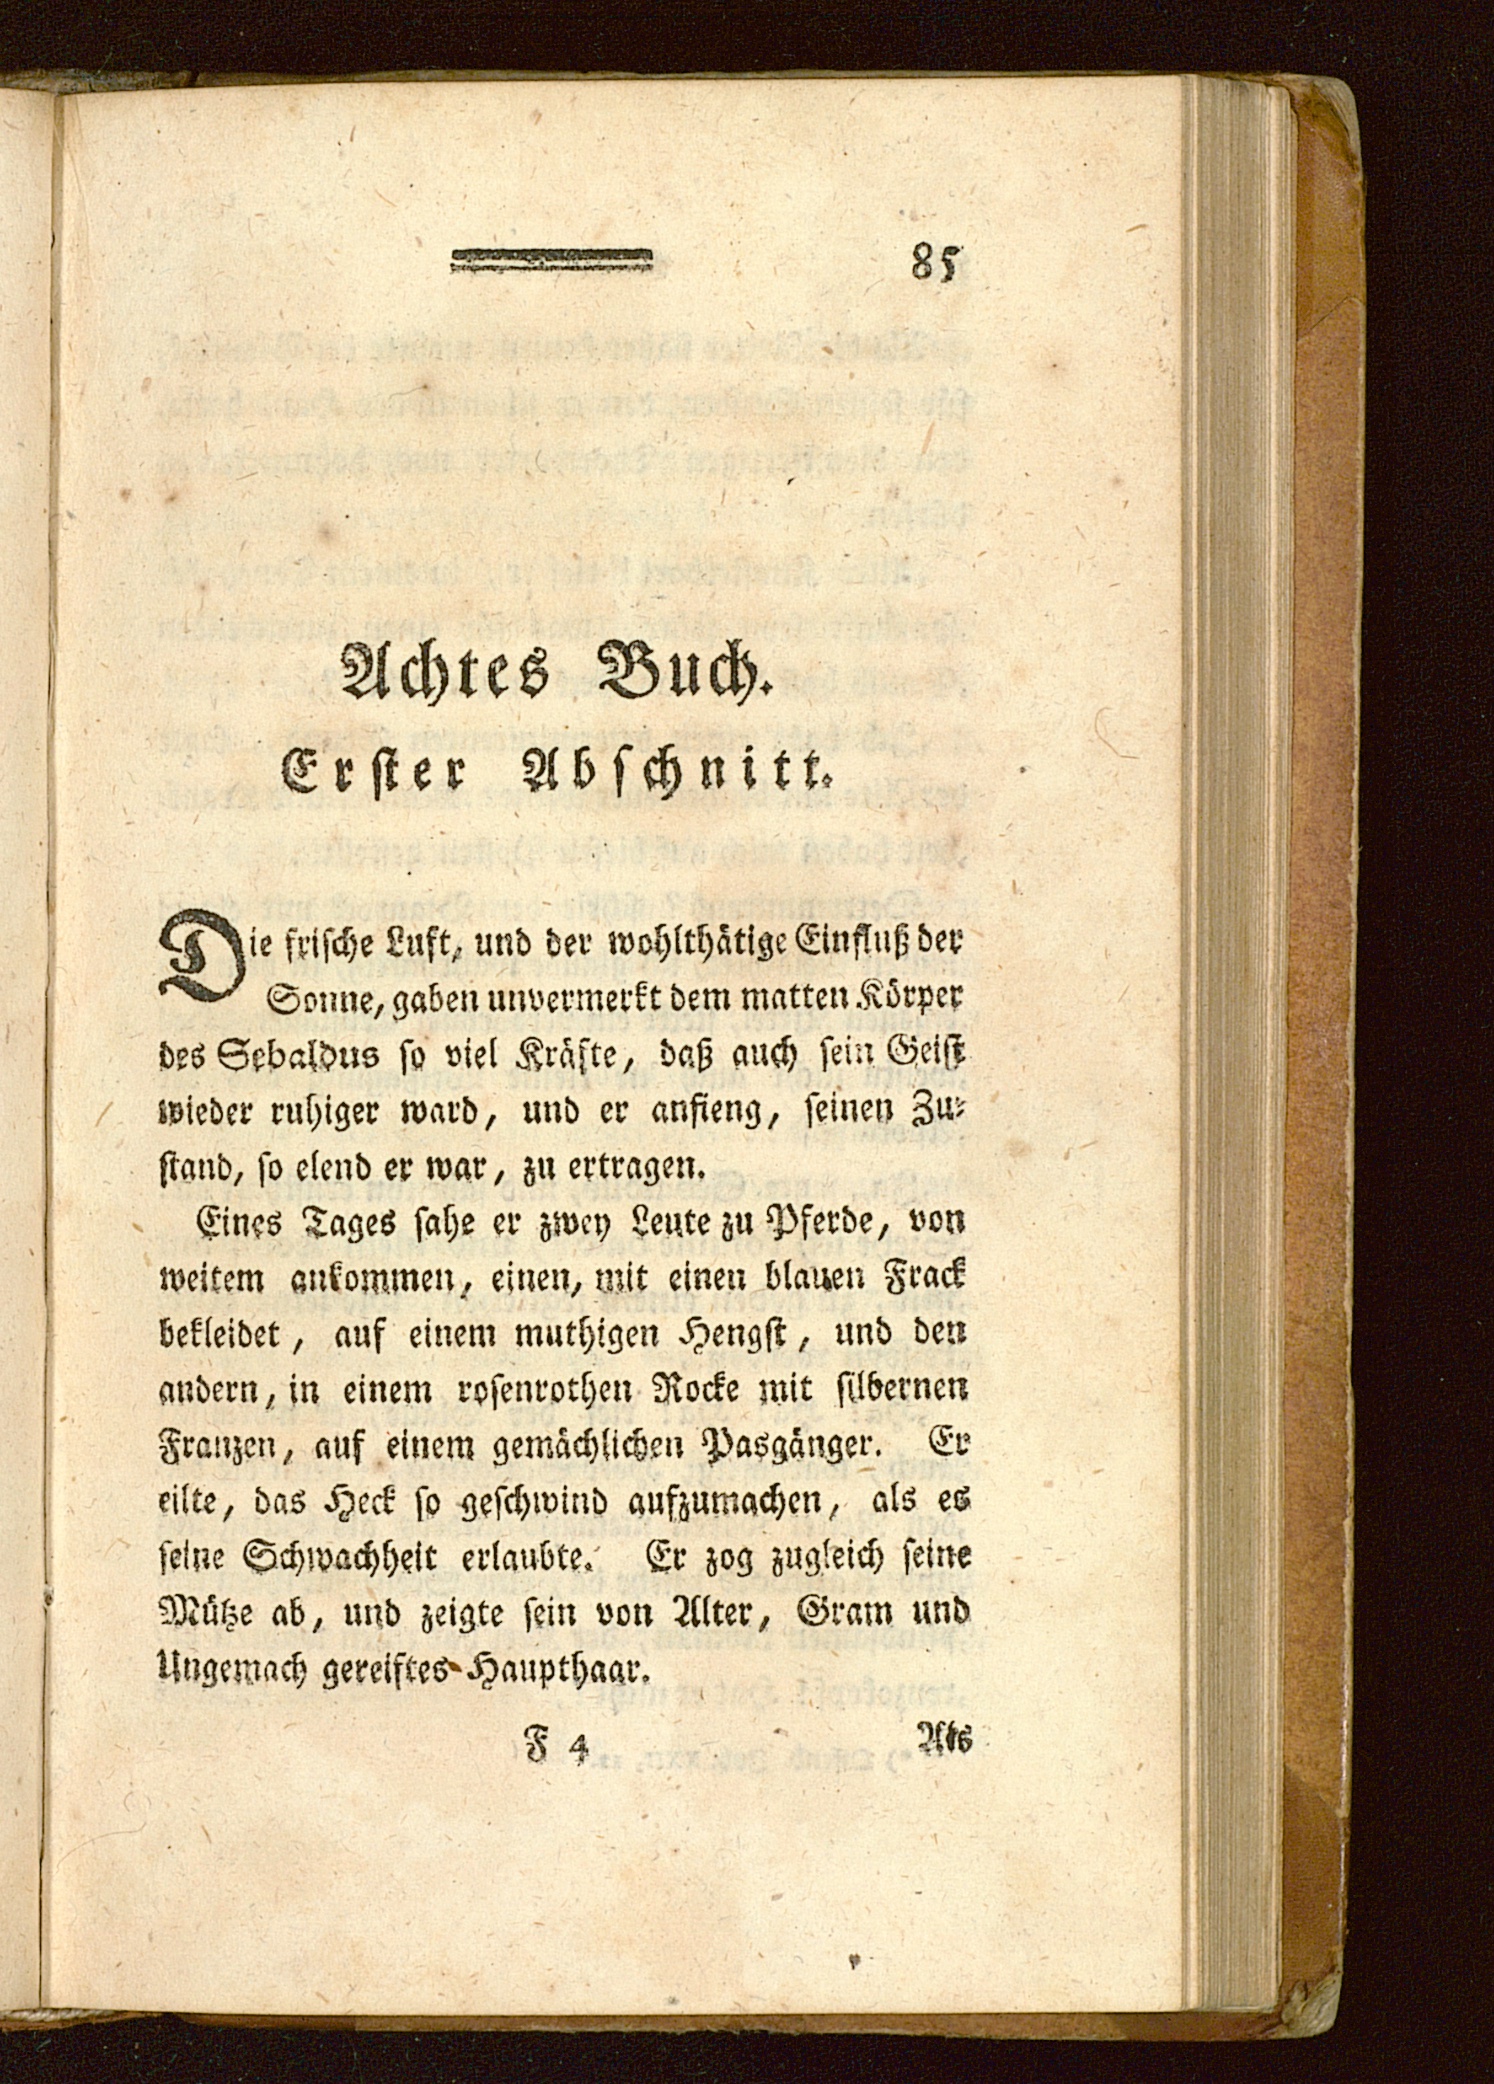 85
Achtes Buch.
Erster Abschnitt.
Die frische Luft, und der wohlthätige Einfluß der
Sonne, gaben unvermerkt dem matten Körper
des Sebaldus so viel Kräfte, daß auch sein Geist
wieder ruhiger ward, und er anfieng, seinen Zu-
stand, so elend er war, zu ertragen.
Eines Tages sahe er zwey Leute zu Pferde, von
weitem ankommen, einen, mit einen blauen Frack
bekleidet, auf einem muthigen Hengst, und den
andern, in einem rosenrothen Rocke mit silbernen
Franzen, auf einem gemächlichen Pasgänger. Er
eilte, das Heck so geschwind aufzumachen, als es
seine Schwachheit erlaubte. Er zog zugleich seine
Mütze ab, und zeigte sein von Alter, Gram und
Ungemach gereiftes Haupthaar.
F 4 Als